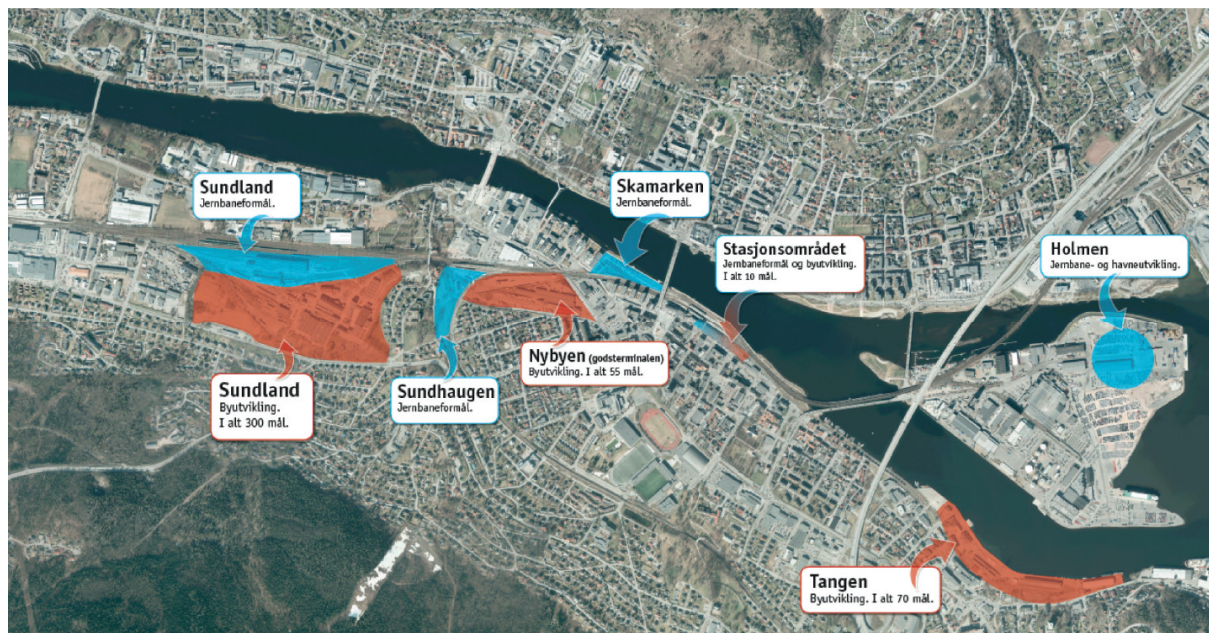 Sundland
Jernbaneformål.
Skamarken
Jernbaneformål.
Stasjonsområdet
Jernbaneformål og byutvikling.
I alt 10 mål.
Holmen
Jernbane- og havneutvikling.
Sundland
Byutvikling.
I alt 300 mål.
Sundhaugen
Jernbaneformål.
Nybyen (godsterminalen)
Byutvikling. I alt 55 mål.
Tangen
Byutvikling. I alt 70 mål.